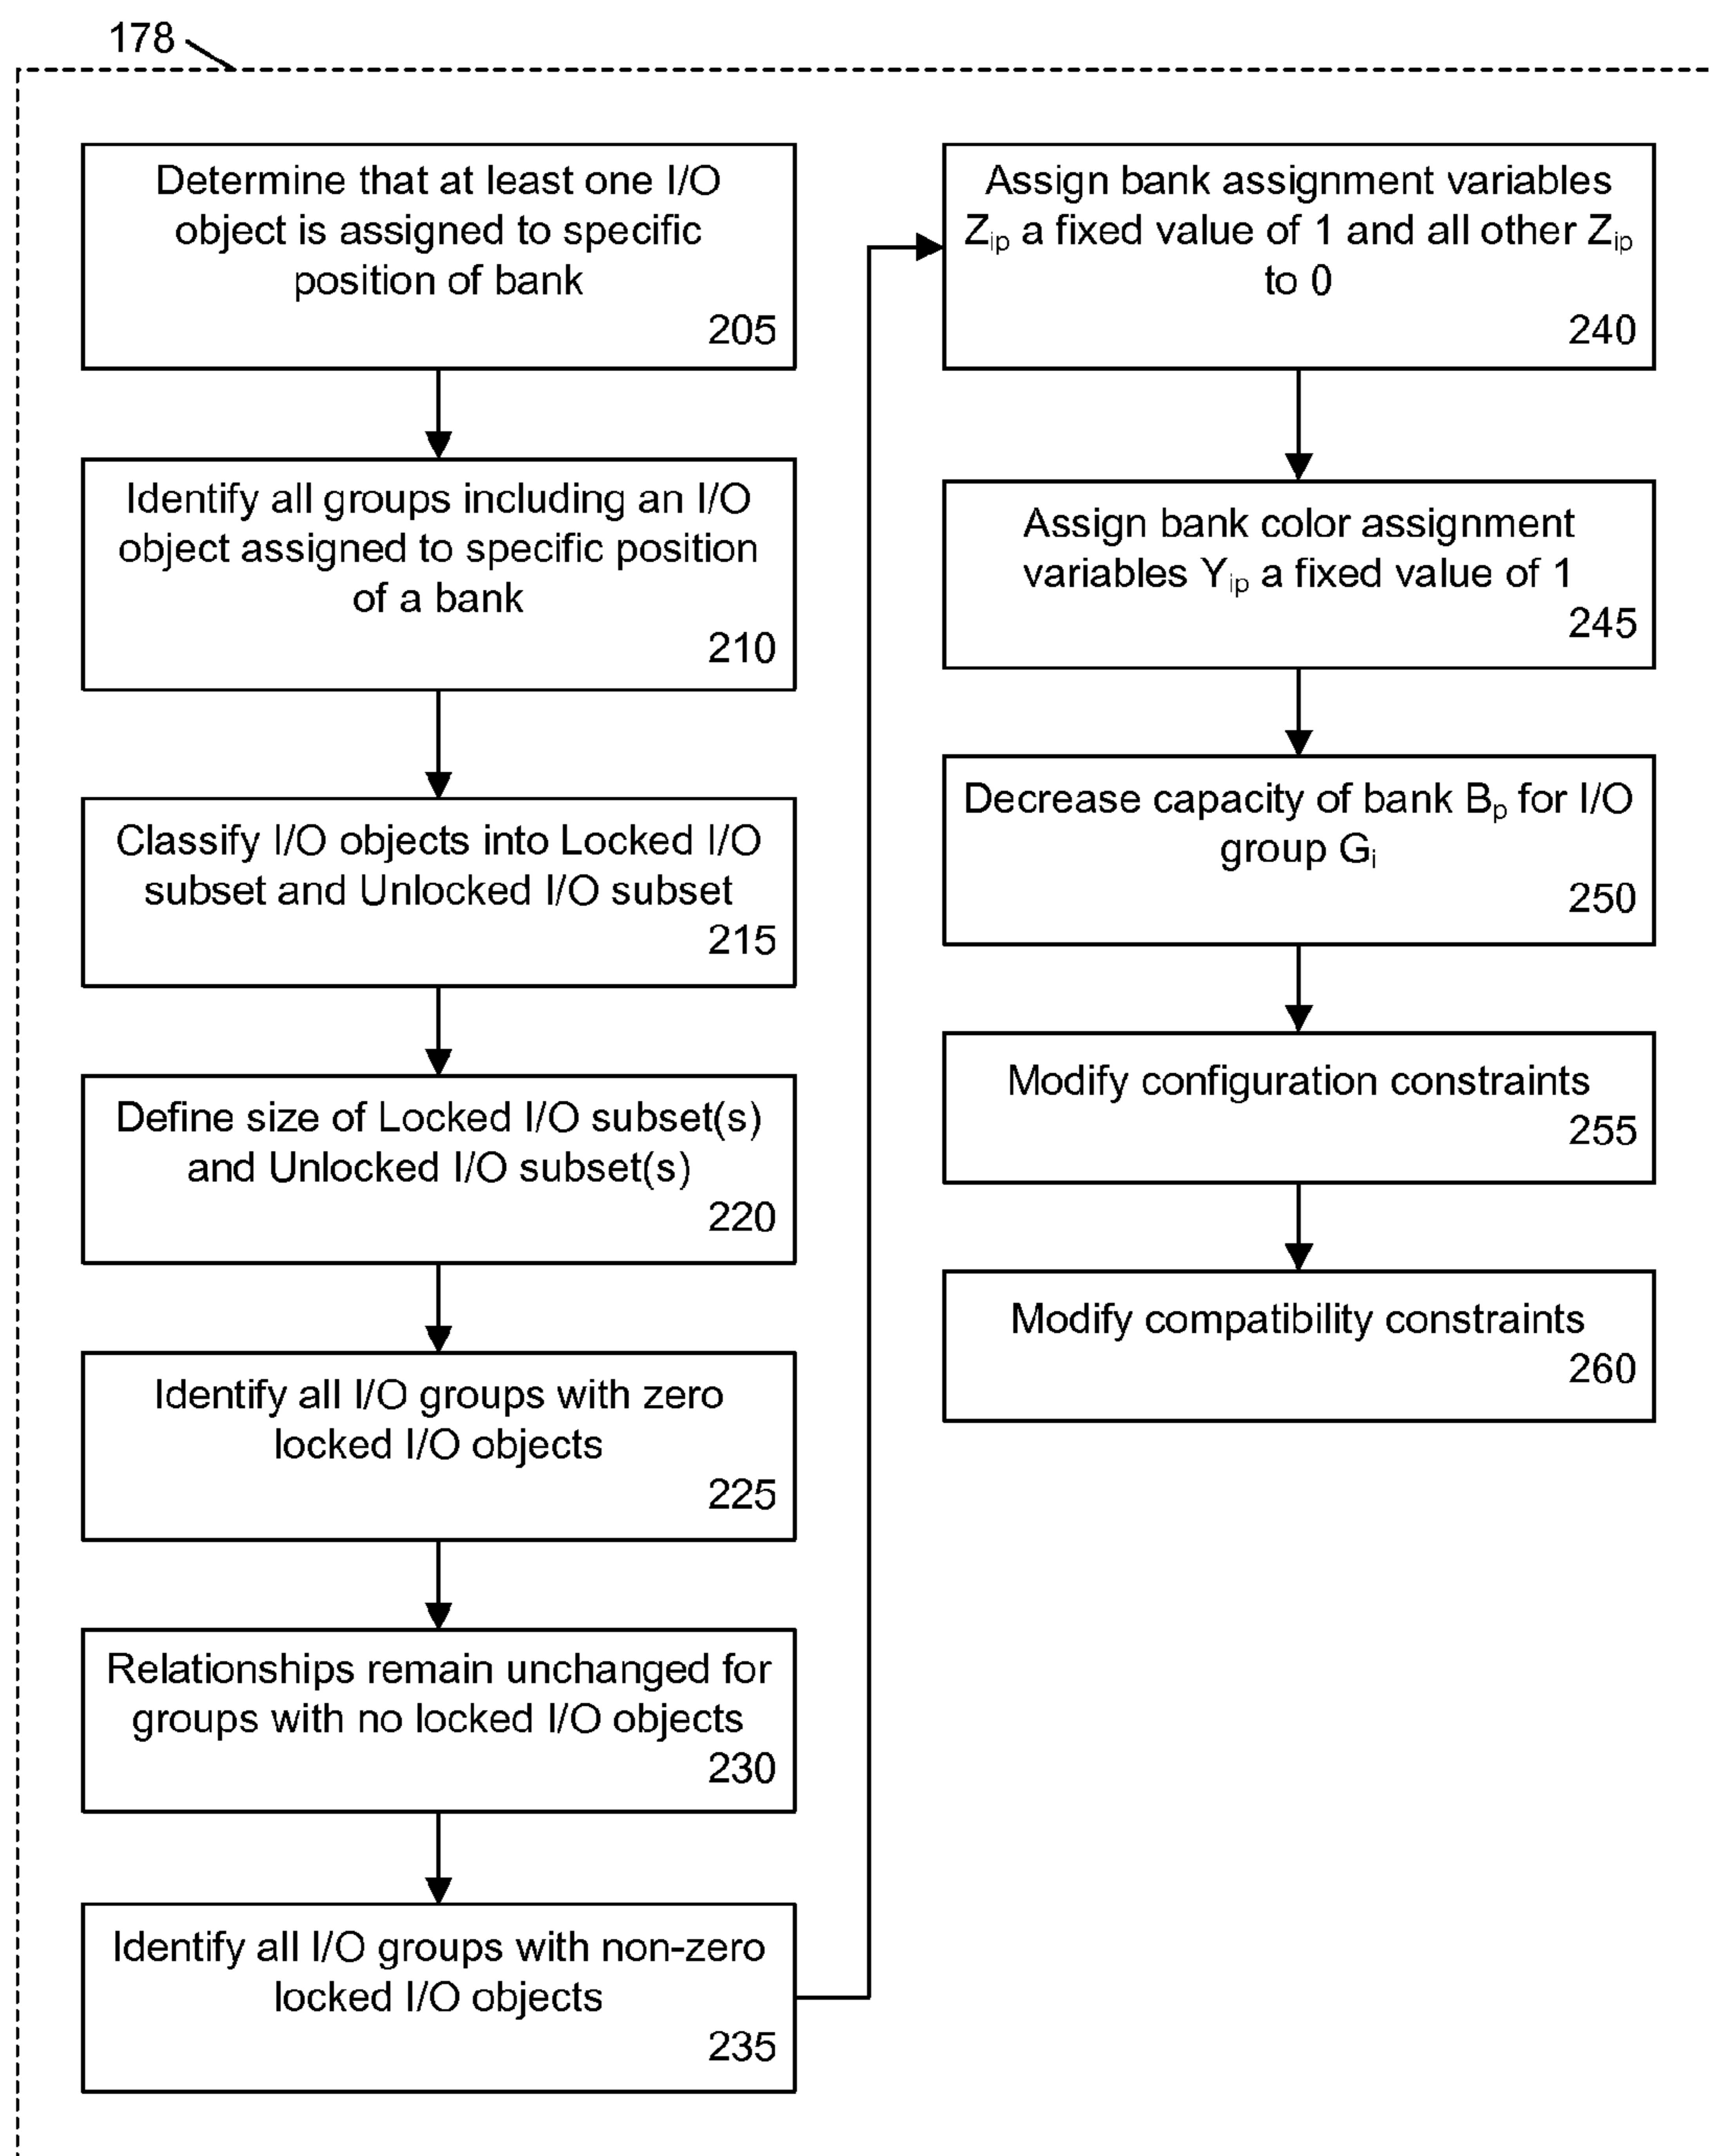 178
Determine that at least one I/O
object is assigned to specific
position of bank
205
Identify all groups including an I/O
object assigned to specific position
of a bank
210
Classify I/O objects into Locked I/O
subset and Unlocked I/O subset
215
Define size of Locked I/O subset(s)
and Unlocked I/O subset(s)
220
Identify all I/O groups with zero
locked I/O objects
225
Relationships remain unchanged for
groups with no locked I/O objects
230
Identify all I/O groups with non-zero
locked I/O objects
235
Assign bank assignment variables
Zip a fixed value of 1 and all other Zip
to 0
240
Assign bank color assignment
variables Yip a fixed value of 1
245
Decrease capacity of bank Bp for I/O
group Gi
250
Modify configuration constraints
255
Modify compatibility constraints
260